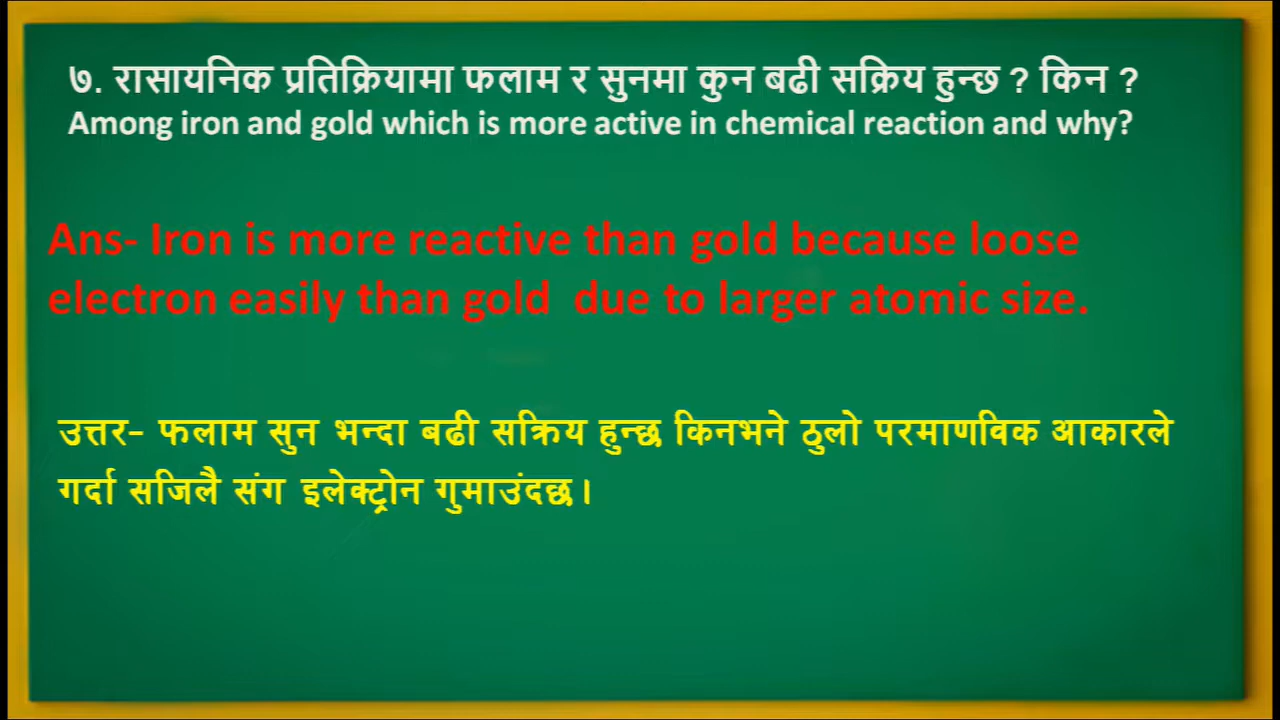 ७. रासायनिक प्रतिक्रियामा फलाम र सुनमा कुन बढी सक्रिय हुन्छ ? किन ?
Among iron and gold which is more active in chemical reaction and why?
Ans- Iron is more reactive than gold because loose
electron easily than gold due to larger atomic size.
उत्तर- फलाम सुन भन्दा बढी सक्रिय हुन्छ किनभने ठुलो परमाणविक आकारले
गर्दा सजिलै संग इलेक्ट्रोन गुमाउंदछ ।